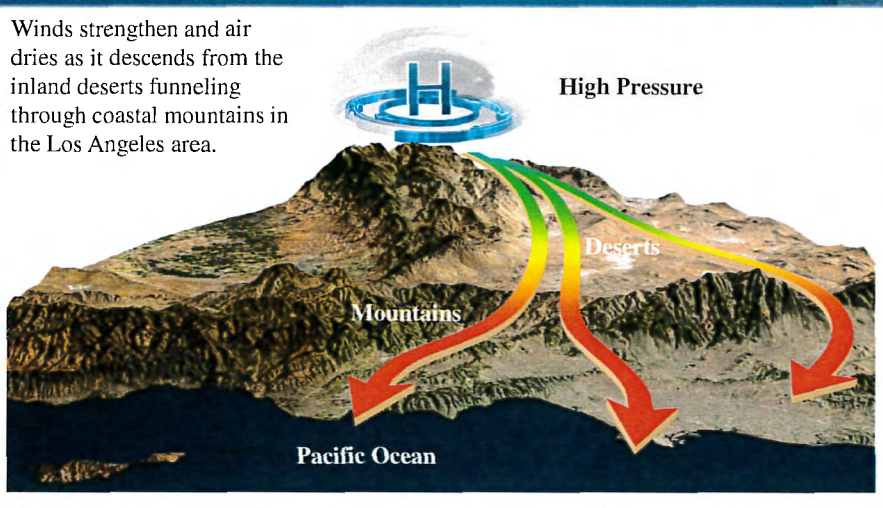 Winds strengthen and air
dries as it descends from the
inland deserts funneling
through coastal mountains in
the Los Angeles area.
H
High Pressure
Deserts
Mountains
Pacific Ocean